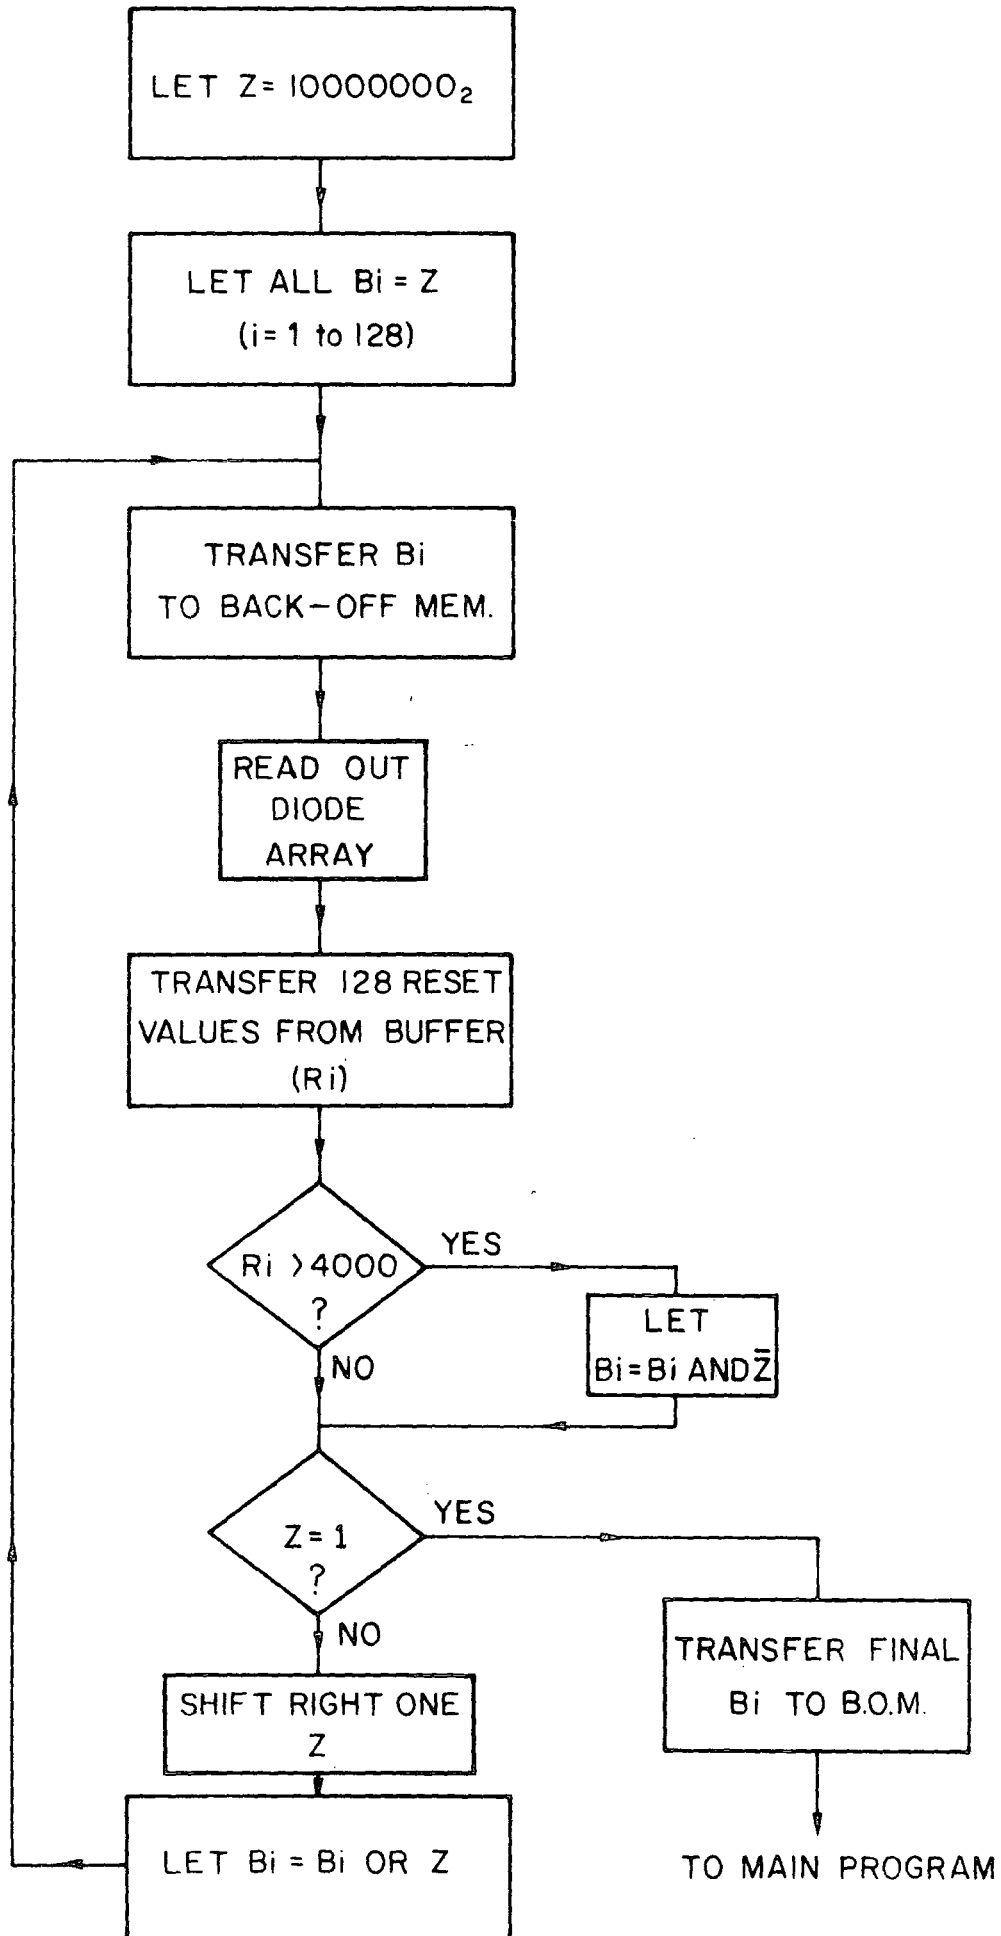 LET Z = 10000000₂
LET ALL Bi = Z
(i = 1 to 128)
TRANSFER Bi
TO BACK-OFF MEM.
READ OUT
DIODE
ARRAY
TRANSFER 128 RESET
VALUES FROM BUFFER
(Ri)
Ri >4000
?
YES
LET
Bi = Bi AND Z̄
NO
Z = 1
?
YES
NO
TRANSFER FINAL
Bi TO B.O.M.
SHIFT RIGHT ONE
Z
LET Bi = Bi OR Z
TO MAIN PROGRAM